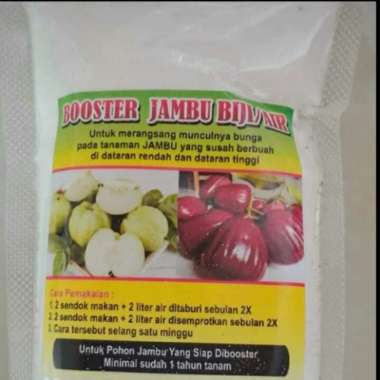 BOOSTER JAMBU BIJI/AIR
Untuk merangsang munculnya bunga
pada tanaman JAMBU yang susah berbuah
di dataran rendah dan dataran tinggi
Cara Pemakaian :
1. 2 sendok makan + 2 liter air ditaburi sebulan 2X
2. 2 sendok makan + 2 liter air disemprotkan sebulan 2X
3. Cara tersebut selang satu minggu
Untuk Pohon Jambu Yang Siap Dibooster
Minimal sudah 1 tahun tanam